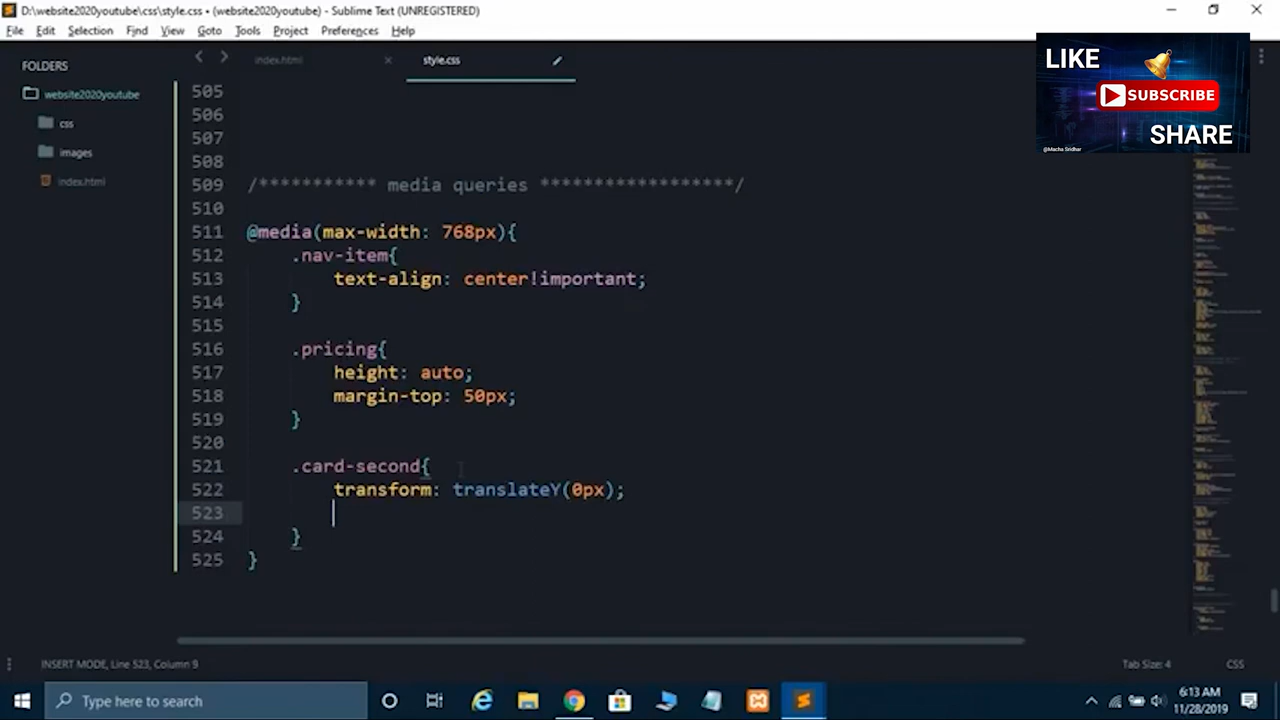 D:\website2020youtube\css\style.css • (website2020youtube) - Sublime Text (UNREGISTERED)
File Edit Selection Find View Goto Tools Project Preferences Help
FOLDERS
website2020youtube
css
images
index.html
index.html
style.css
LIKE
SUBSCRIBE
SHARE
@Macha Sridhar
505
506
507
508
509 /*********** media queries *****************/
510
511 @media(max-width: 768px){
512 .nav-item{
513 text-align: center!important;
514 }
515
516 .pricing{
517 height: auto;
518 margin-top: 50px;
519 }
520
521 .card-second{
522 transform: translateY(0px);
523
524 }
525 }
INSERT MODE, Line 523, Column 9
Tab Size: 4
CSS
Type here to search
6:13 AM
11/28/2019